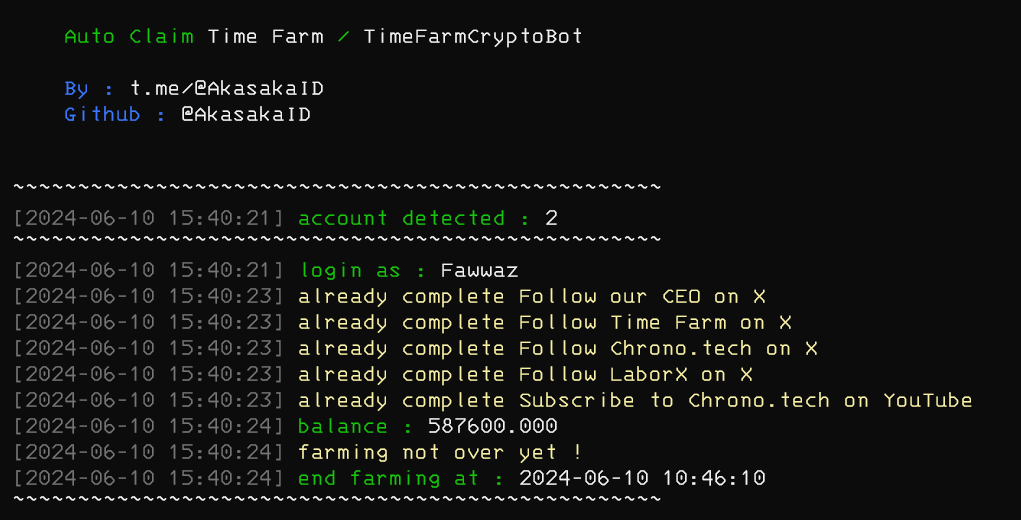 Auto Claim Time Farm / TimeFarmCryptoBot
By : t.me/@AkasakaID
Github : @AkasakaID
~~~~~~~~~~~~~~~~~~~~~~~~~~~~~~~~~~~~~~~~~~~~~~~~~~
[2024-06-10 15:40:21] account detected : 2
~~~~~~~~~~~~~~~~~~~~~~~~~~~~~~~~~~~~~~~~~~~~~~~~~~
[2024-06-10 15:40:21] login as : Fawwaz
[2024-06-10 15:40:23] already complete Follow our CEO on X
[2024-06-10 15:40:23] already complete Follow Time Farm on X
[2024-06-10 15:40:23] already complete Follow Chrono.tech on X
[2024-06-10 15:40:23] already complete Follow LaborX on X
[2024-06-10 15:40:23] already complete Subscribe to Chrono.tech on YouTube
[2024-06-10 15:40:24] balance : 587600.000
[2024-06-10 15:40:24] farming not over yet !
[2024-06-10 15:40:24] end farming at : 2024-06-10 10:46:10
~~~~~~~~~~~~~~~~~~~~~~~~~~~~~~~~~~~~~~~~~~~~~~~~~~